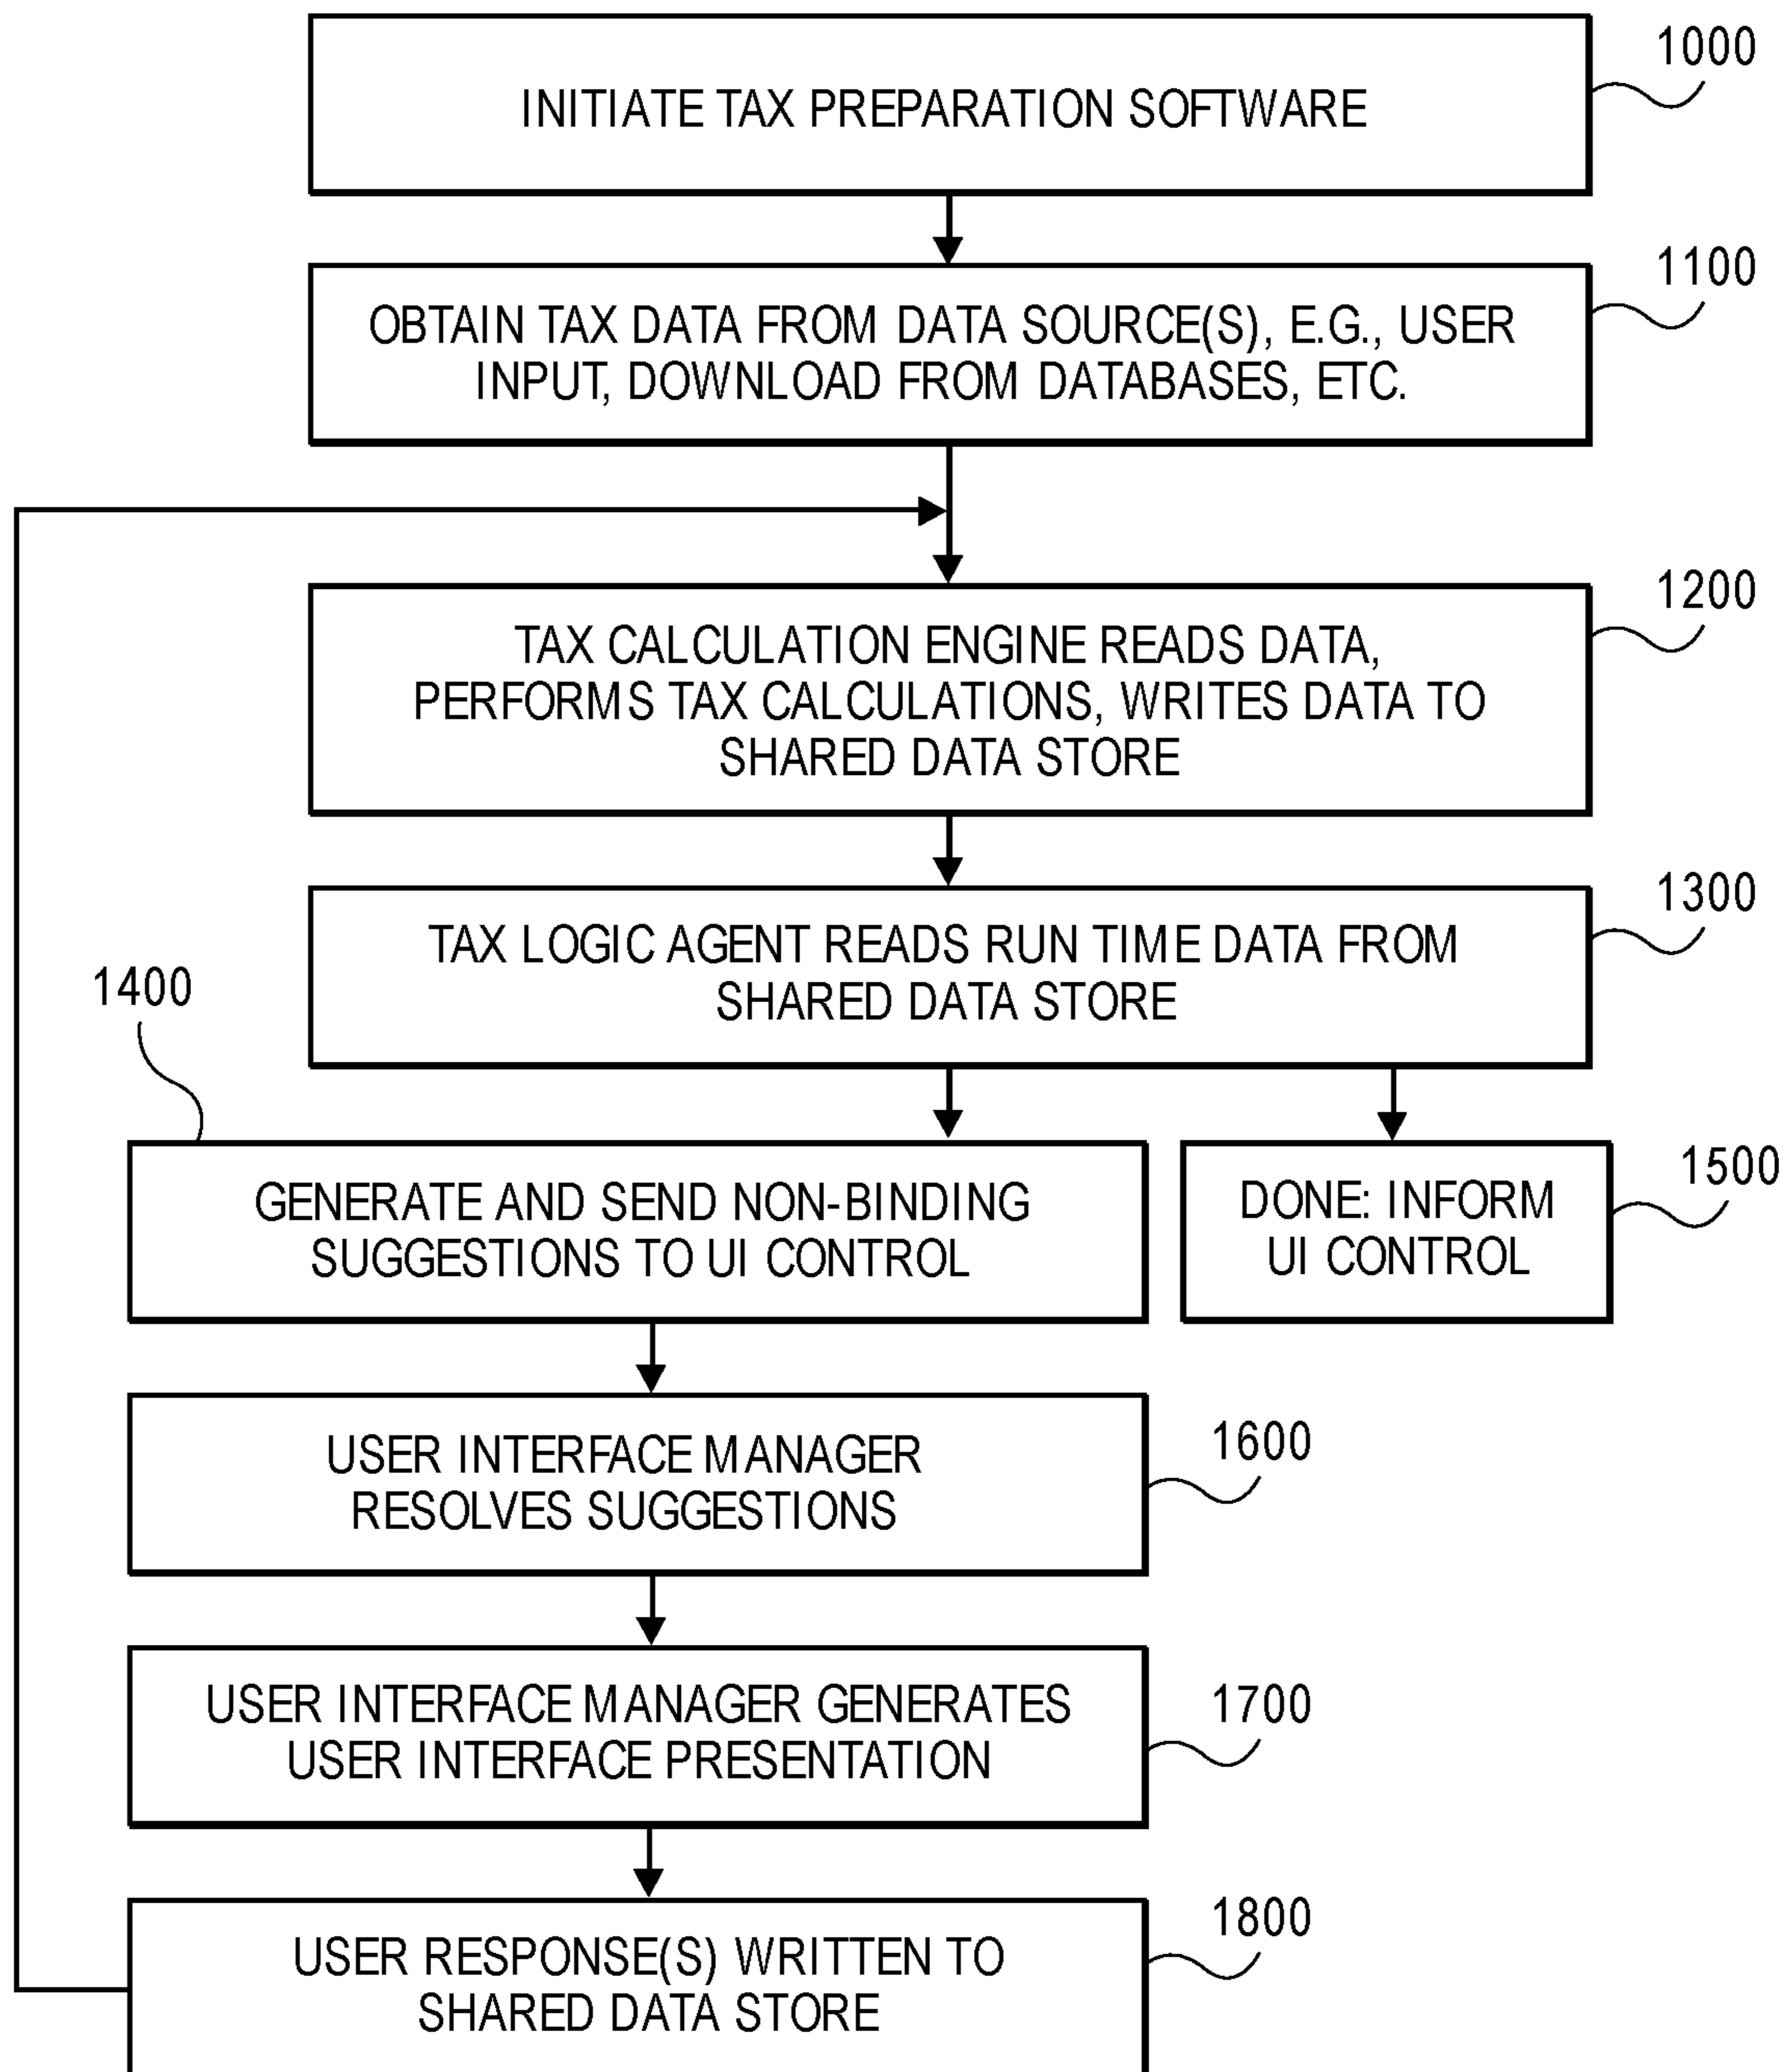 INITIATE TAX PREPARATION SOFTWARE
1000
OBTAIN TAX DATA FROM DATA SOURCE(S), E.G., USER
INPUT, DOWNLOAD FROM DATABASES, ETC.
1100
TAX CALCULATION ENGINE READS DATA,
PERFORMS TAX CALCULATIONS, WRITES DATA TO
SHARED DATA STORE
1200
TAX LOGIC AGENT READS RUN TIME DATA FROM
SHARED DATA STORE
1300
1400
GENERATE AND SEND NON-BINDING
SUGGESTIONS TO UI CONTROL
DONE: INFORM
UI CONTROL
1500
USER INTERFACE MANAGER
RESOLVES SUGGESTIONS
1600
USER INTERFACE MANAGER GENERATES
USER INTERFACE PRESENTATION
1700
USER RESPONSE(S) WRITTEN TO
SHARED DATA STORE
1800